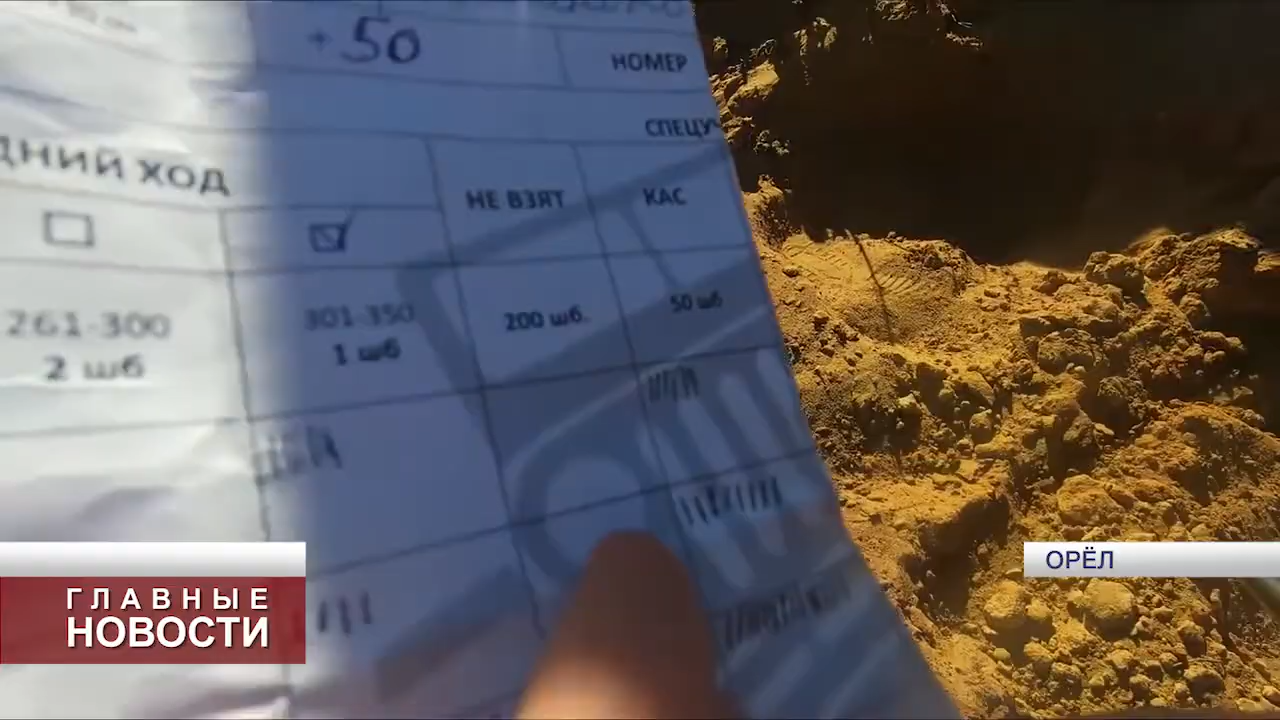 +50
НОМЕР
СПЕЦУ
ДНИЙ ХОД
НЕ ВЗЯТ
КАС
261-300
2 шб
301-350
1 шб
200 шб.
50 шб
ГЛАВНЫЕ
НОВОСТИ
ОРЁЛ